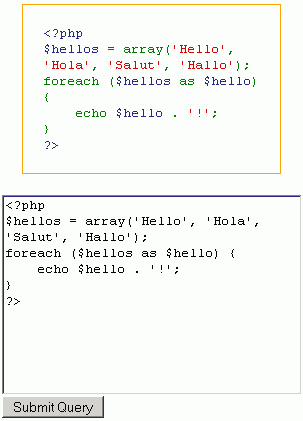 <?php
$hellos = array('Hello',
'Hola', 'Salut', 'Hallo');
foreach ($hellos as $hello)
{
    echo $hello . '!';
}
?>
<?php
$hellos = array('Hello', 'Hola',
'Salut', 'Hallo');
foreach ($hellos as $hello) {
    echo $hello . '!';
}
?>
Submit Query